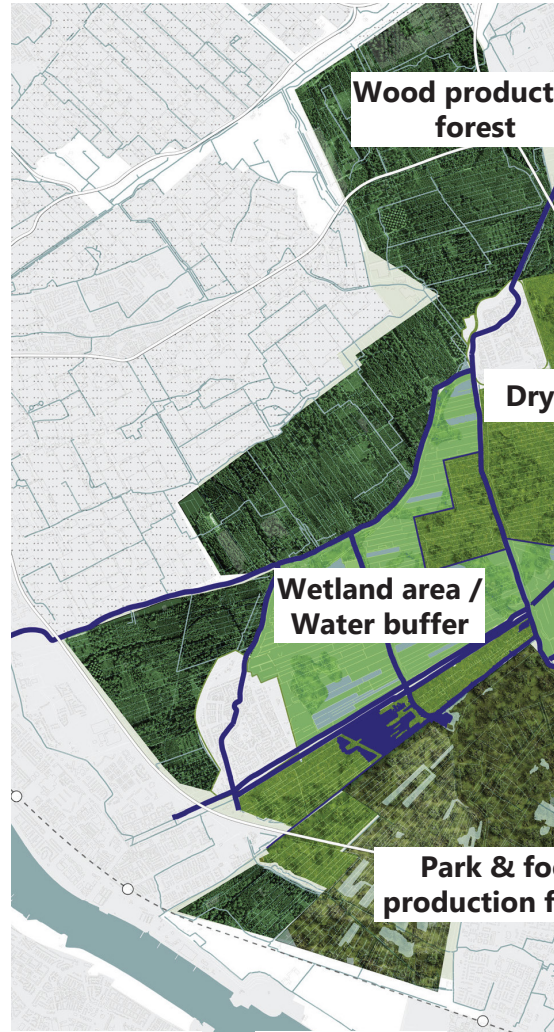 Wood product
forest
Dry
Wetland area /
Water buffer
Park & foo
production f